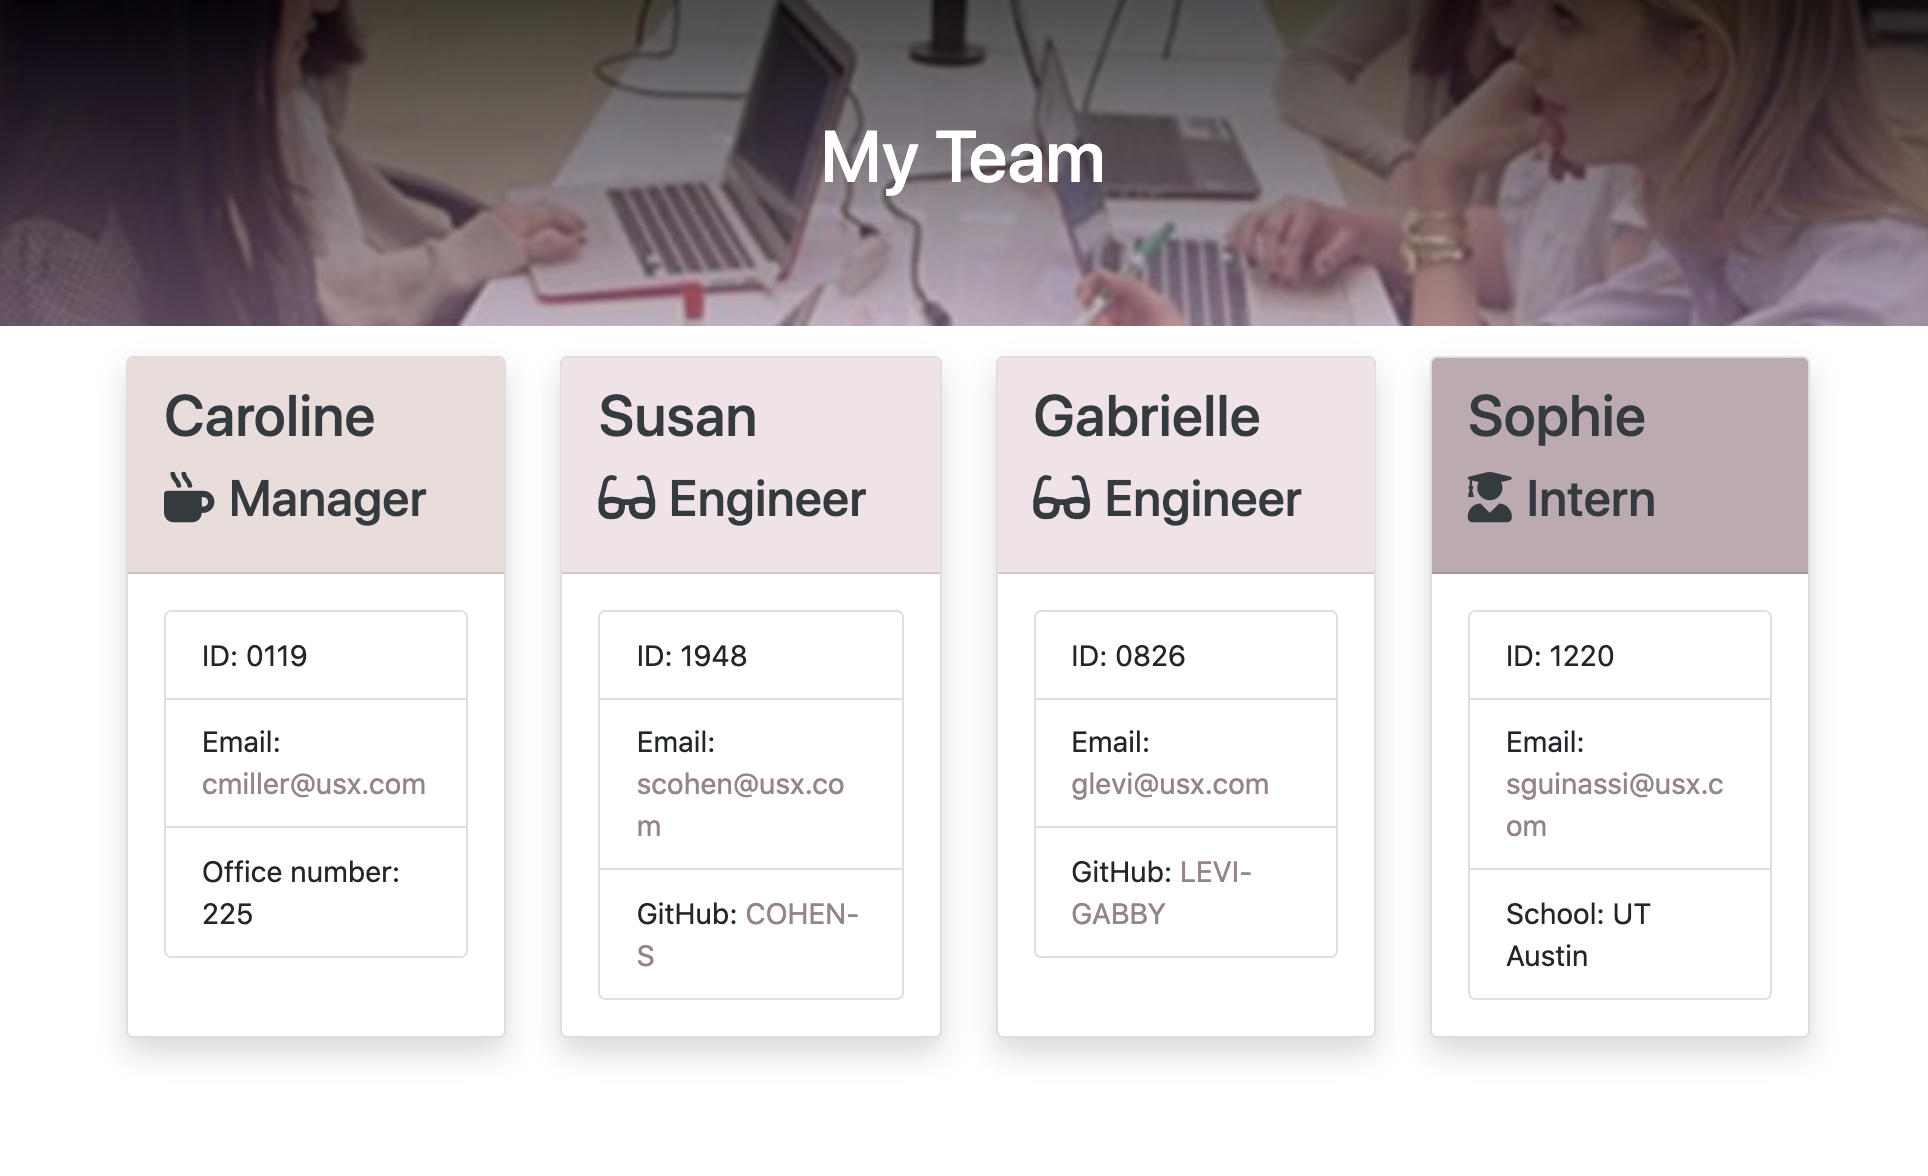 My Team
Caroline
Manager
ID: 0119
Email:
cmiller@usx.com
Office number:
225
Susan
Engineer
ID: 1948
Email:
scohen@usx.co
m
GitHub: COHEN-
S
Gabrielle
Engineer
ID: 0826
Email:
glevi@usx.com
GitHub: LEVI-
GABBY
Sophie
Intern
ID: 1220
Email:
sguinassi@usx.c
om
School: UT
Austin